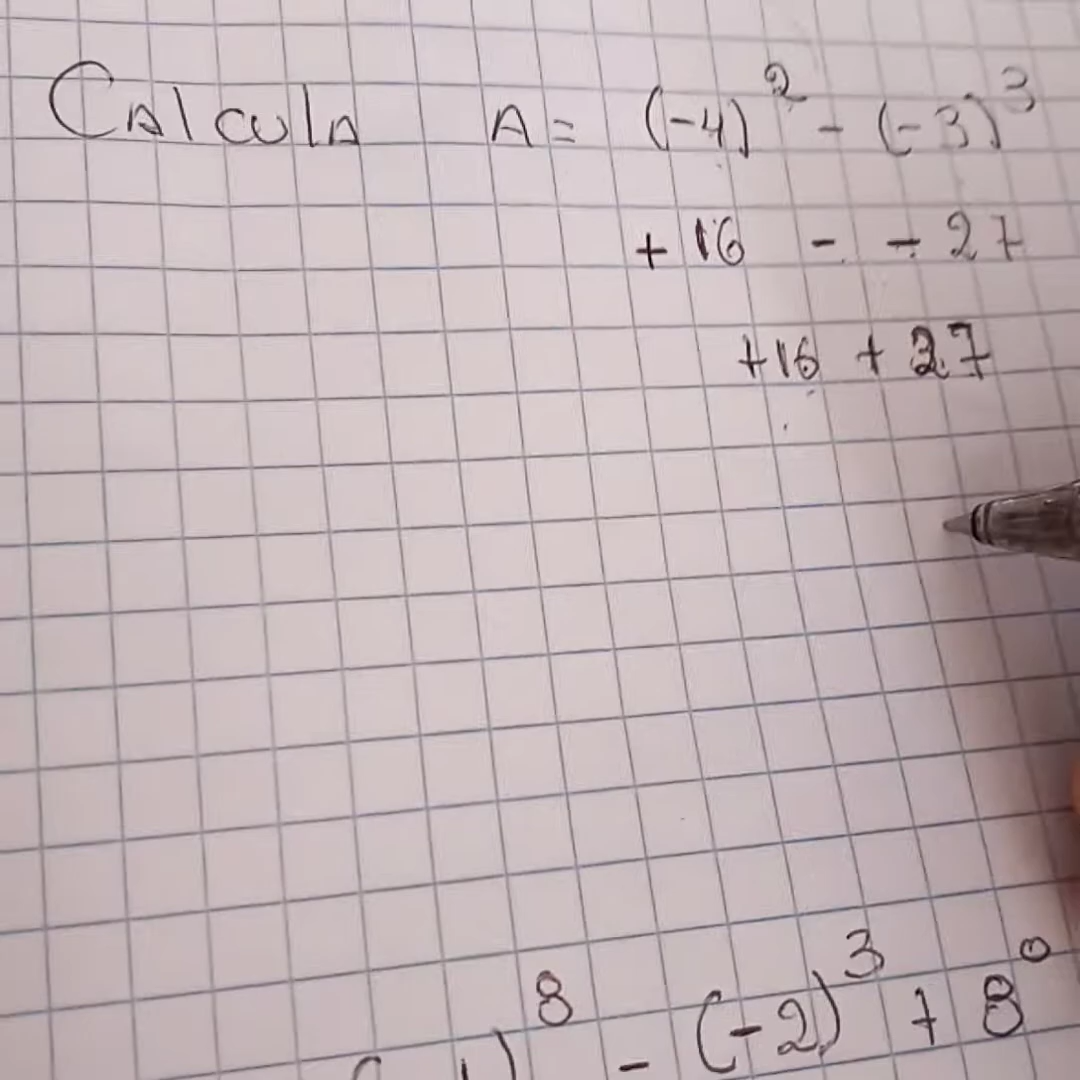 CAlculA A = (-4)² - (-3)³
+ 16 - - 27
+16 + 27
)⁸ - (-2)³ + 8⁰